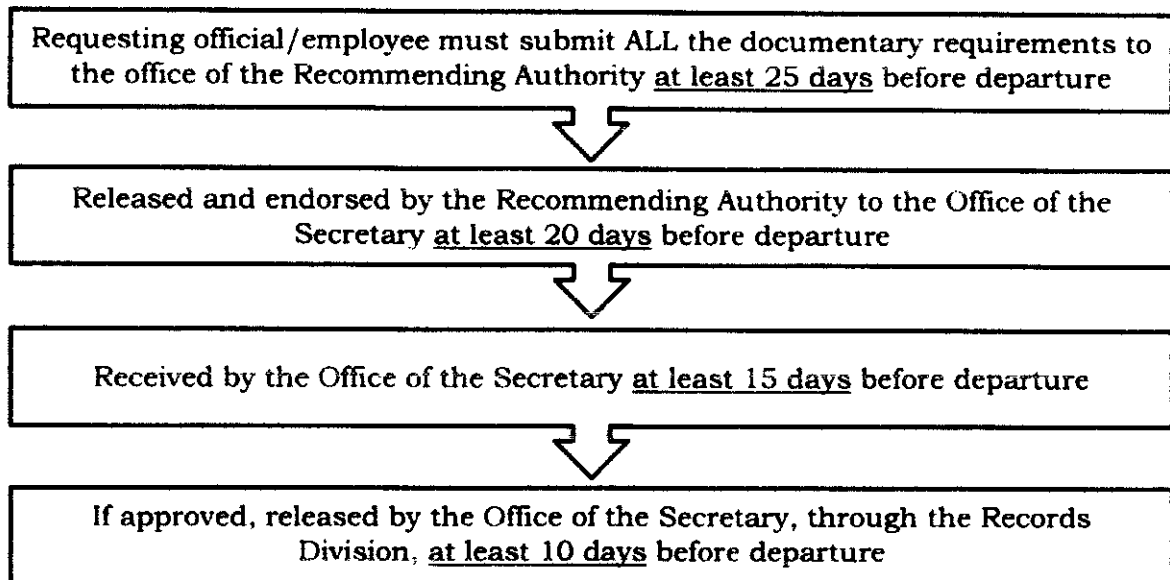 Requesting official/employee must submit ALL the documentary requirements to
the office of the Recommending Authority at least 25 days before departure
Released and endorsed by the Recommending Authority to the Office of the
Secretary at least 20 days before departure
Received by the Office of the Secretary at least 15 days before departure
If approved, released by the Office of the Secretary, through the Records
Division, at least 10 days before departure